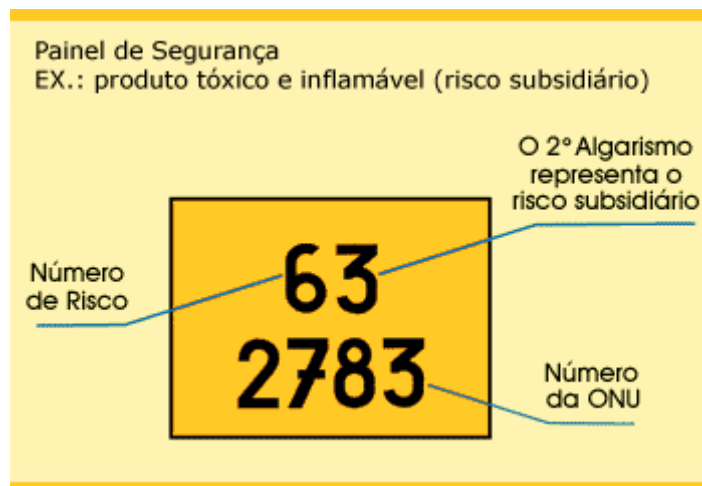 Painel de Segurança
EX.: produto tóxico e inflamável (risco subsidiário)
O 2° Algarismo
representa o
risco subsidiário
Número
de Risco
63
2783
Número
da ONU